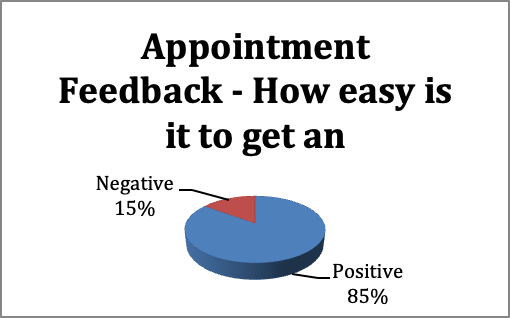 Appointment
Feedback - How easy is
it to get an
Negative
15%
Positive
85%